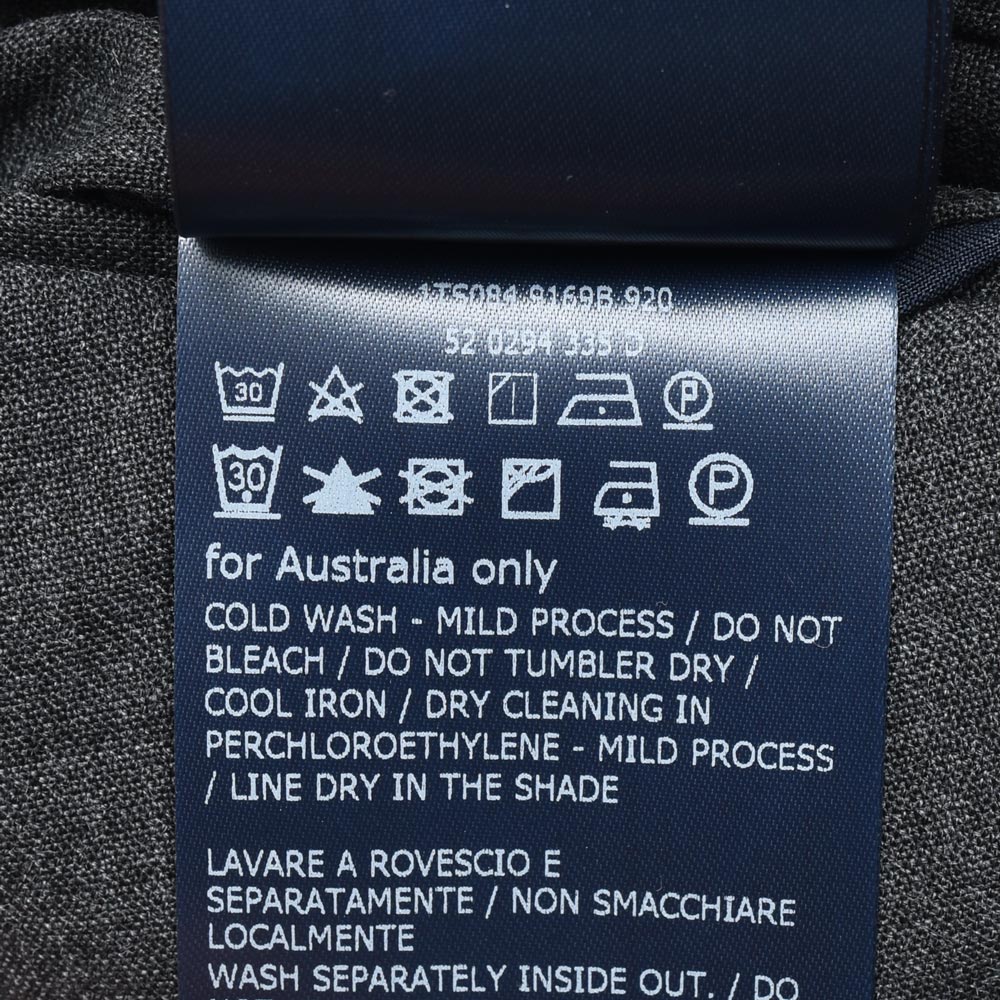 1TS084 8169B 920
52 0294 335 D
30 P
30 P
for Australia only
COLD WASH - MILD PROCESS / DO NOT
BLEACH / DO NOT TUMBLER DRY /
COOL IRON / DRY CLEANING IN
PERCHLOROETHYLENE - MILD PROCESS
/ LINE DRY IN THE SHADE
LAVARE A ROVESCIO E
SEPARATAMENTE / NON SMACCHIARE
LOCALMENTE
WASH SEPARATELY INSIDE OUT. / DO